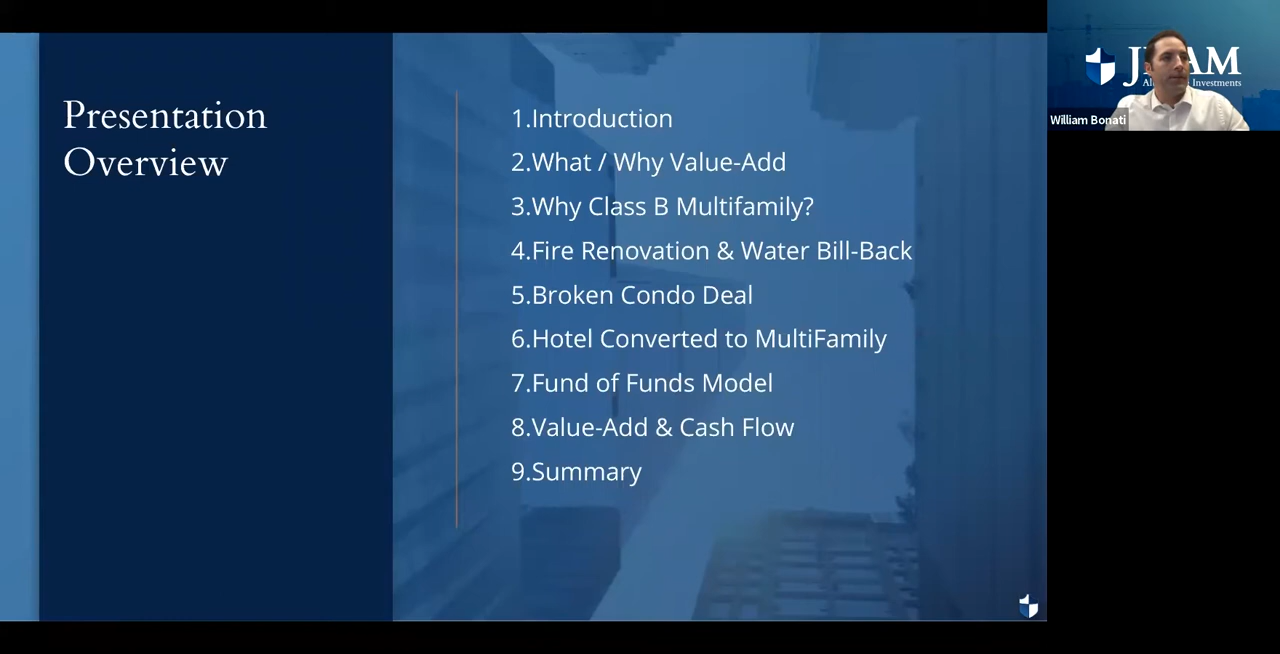 Presentation
Overview
1.Introduction
2.What / Why Value-Add
3.Why Class B Multifamily?
4.Fire Renovation & Water Bill-Back
5.Broken Condo Deal
6.Hotel Converted to MultiFamily
7.Fund of Funds Model
8.Value-Add & Cash Flow
9.Summary
Investments
William Bonati